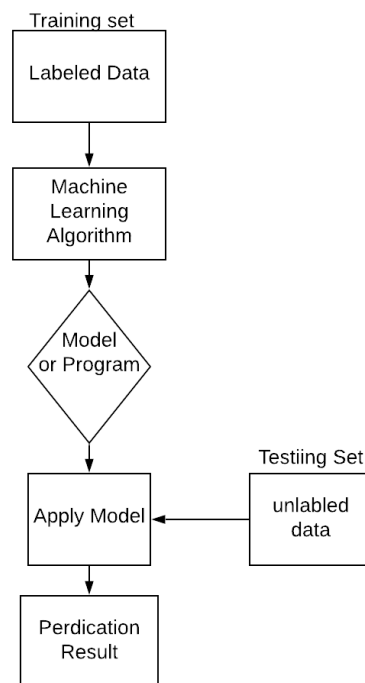 Training set
Labeled Data
Machine
Learning
Algorithm
Model
or Program
Testiing Set
Apply Model
unlabled
data
Perdication
Result